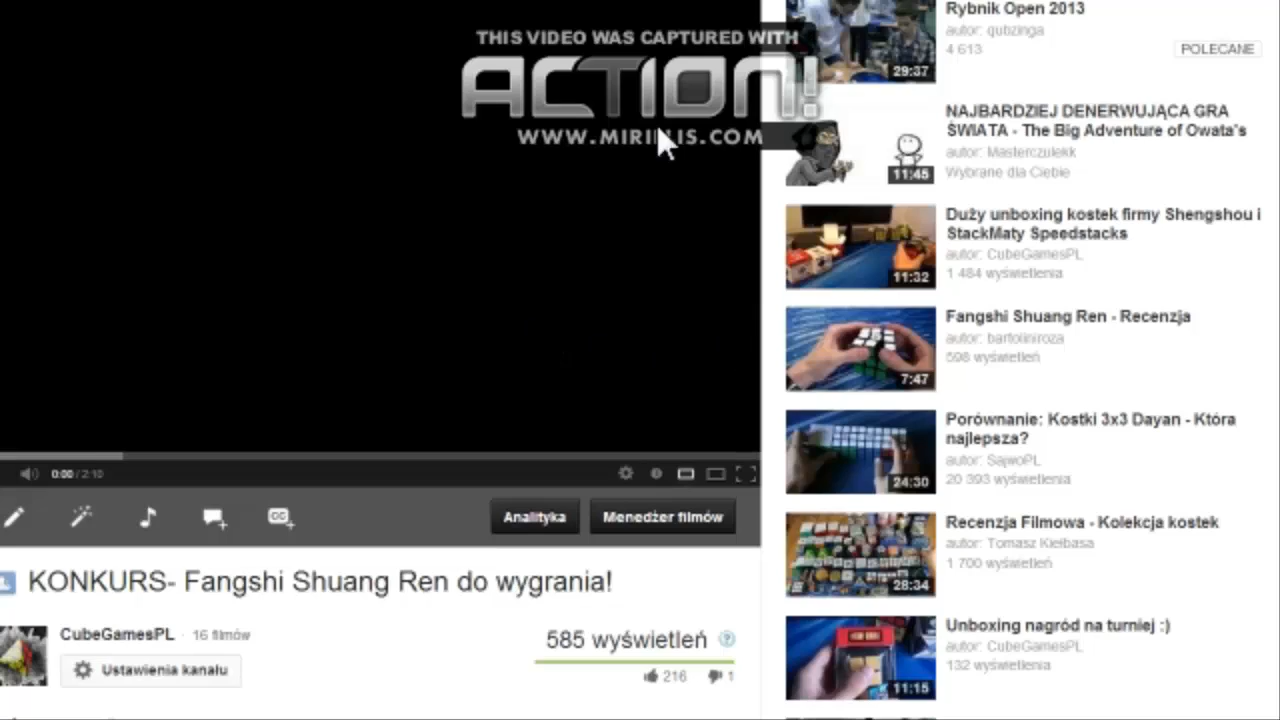 THIS VIDEO WAS CAPTURED WITH
ACTION!
0:00 / 2:10
Analityka
Menedżer filmów
KONKURS- Fangshi Shuang Ren do wygrania!
CubeGamesPL · 16 filmów
Ustawienia kanału
585 wyświetleń
216
1
Rybnik Open 2013
autor: qubzinga
4 613
POLECANE
29:37
NAJBARDZIEJ DENERWUJĄCA GRA
ŚWIATA - The Big Adventure of Owata's
autor: Masterczulekk
Wybrane dla Ciebie
11:45
Duży unboxing kostek firmy Shengshou i
StackMaty Speedstacks
autor: CubeGamesPL
1 484 wyświetlenia
11:32
Fangshi Shuang Ren - Recenzja
autor: bartoliniroza
598 wyświetleń
7:47
Porównanie: Kostki 3x3 Dayan - Która
najlepsza?
autor: SajwoPL
20 393 wyświetlenia
24:30
Recenzja Filmowa - Kolekcja kostek
autor: Tomasz Kiełbasa
1 700 wyświetleń
28:34
Unboxing nagród na turniej :)
autor: CubeGamesPL
132 wyświetlenia
11:15